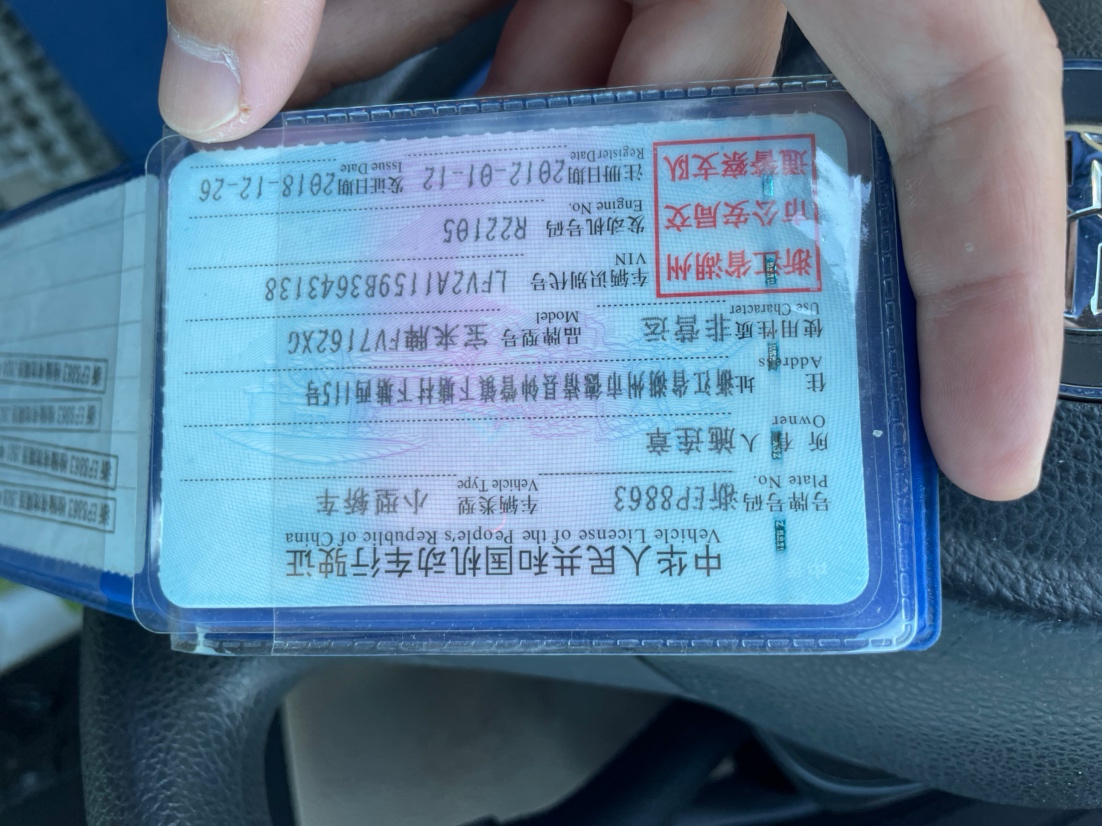 中华人民共和国机动车行驶证
Vehicle License of the People's Republic of China
号牌号码 浙EP8863 车辆类型 小型轿车
Plate No. Vehicle Type
所有人 施连章
Owner
住址 浙江省湖州市德清县钟管镇下塘村下塘西115号
Address
使用性质 非营运 品牌型号 宝来牌FV7162XG
Use Character Model
车辆识别代号 LFV2A1159B3643138
VIN
发动机号码 R22105
Engine No.
注册日期 2012-01-12 发证日期 2018-12-26
Register Date Issue Date
浙江省湖州
市公安局交
通警察支队